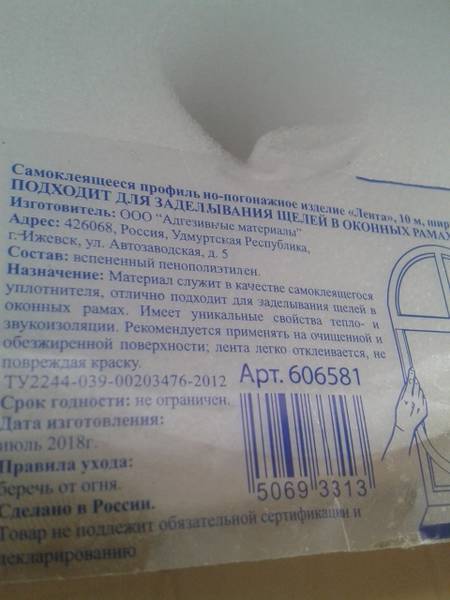 Самоклеящееся профиль но-погонажное изделие «Лента», 10 м, шир
ПОДХОДИТ ДЛЯ ЗАДЕЛЫВАНИЯ ЩЕЛЕЙ В ОКОННЫХ РАМАХ
Изготовитель: ООО "Адгезивные материалы"
Адрес: 426068, Россия, Удмуртская Республика,
г. Ижевск, ул. Автозаводская, д. 5
Состав: вспененный пенополиэтилен.
Назначение: Материал служит в качестве самоклеящегося
уплотнителя, отлично подходит для заделывания щелей в
оконных рамах. Имеет уникальные свойства тепло- и
звукоизоляции. Рекомендуется применять на очищенной и
обезжиренной поверхности; лента легко отклеивается, не
повреждая краску.
ТУ2244-039-00203476-2012 Арт. 606581
Срок годности: не ограничен.
Дата изготовления:
июль 2018г.
Правила ухода:
беречь от огня.
5069 3313
Сделано в России.
Товар не подлежит обязательной сертификации и
декларированию